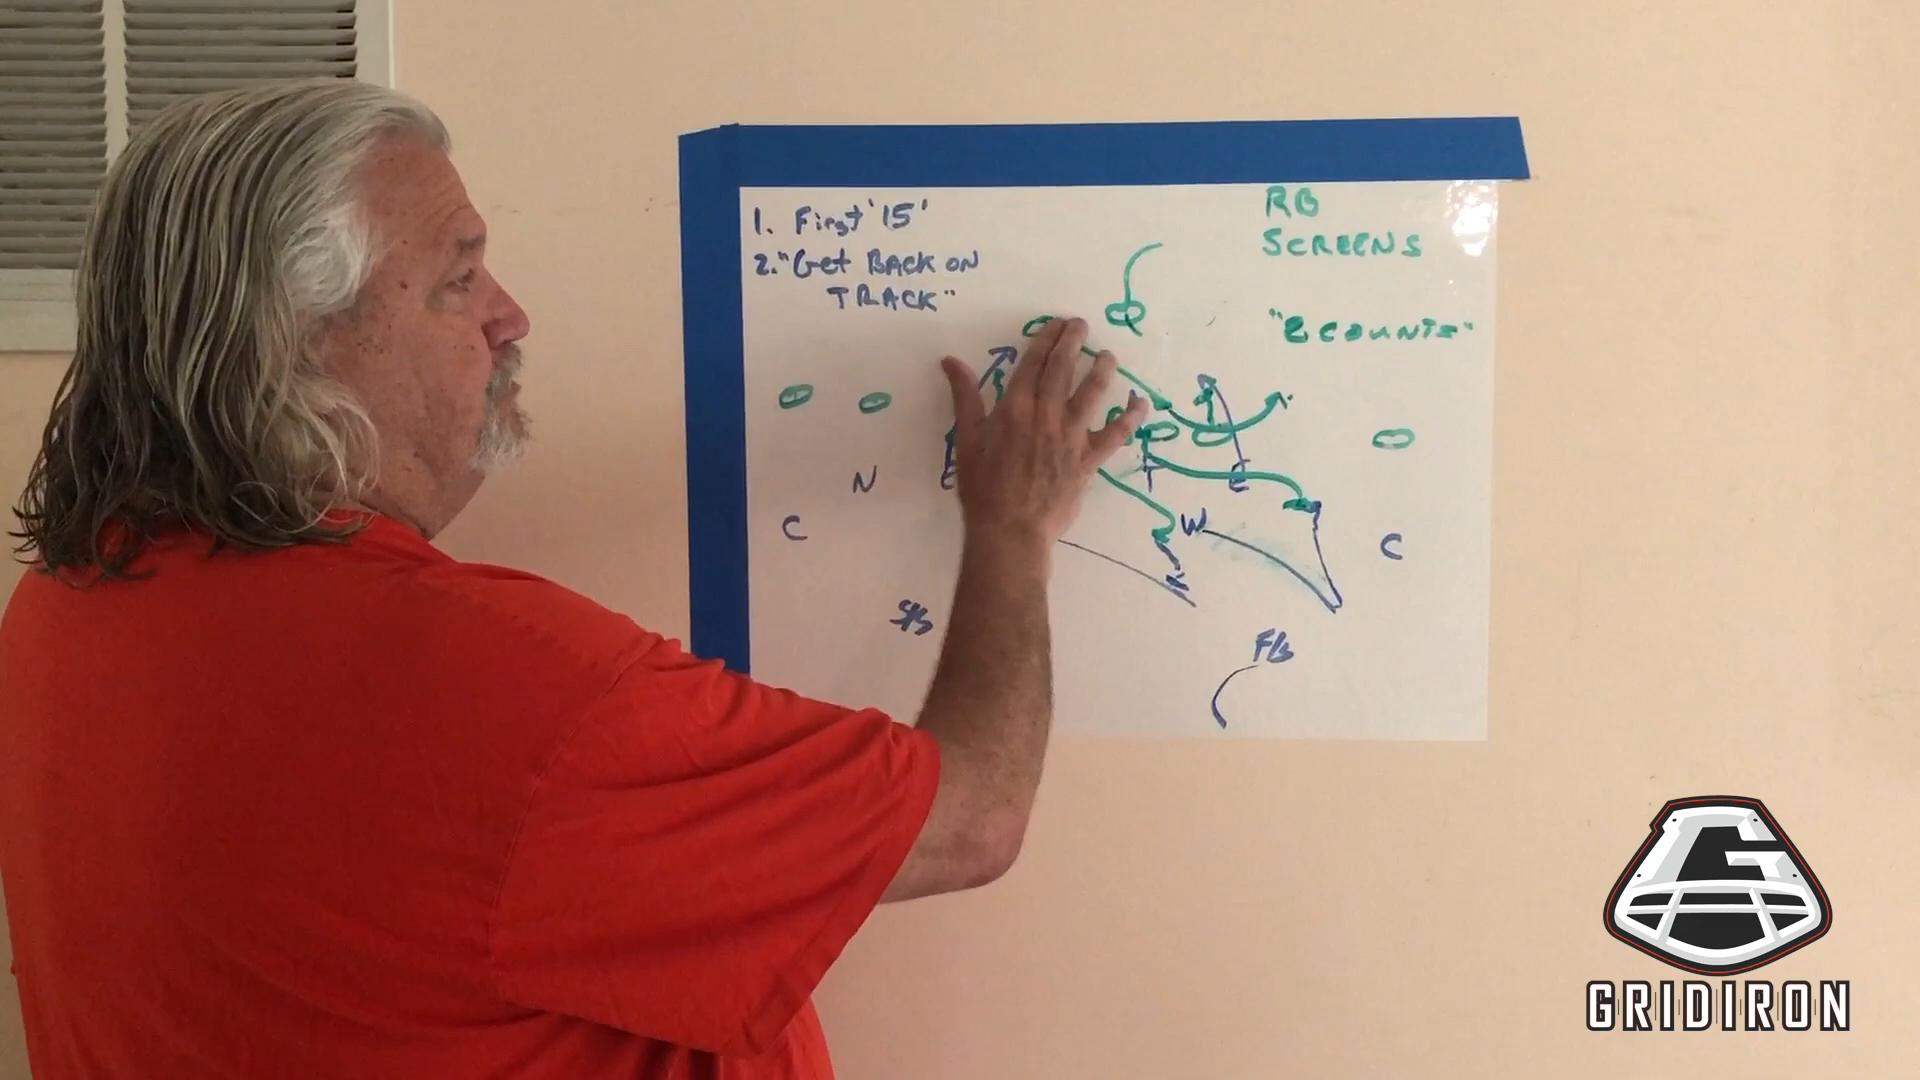 1. First '15'
2. "Get BACK ON
TRACK"
RB
SCREENS
"2 COUNTS"
N
E
T
E
C
W
C
S/S
F/S
GRIDIRON